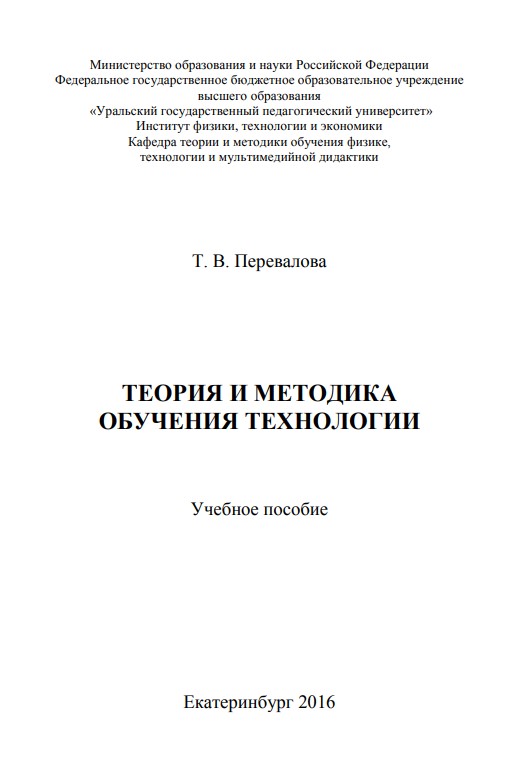 Министерство образования и науки Российской Федерации
Федеральное государственное бюджетное образовательное учреждение
высшего образования
«Уральский государственный педагогический университет»
Институт физики, технологии и экономики
Кафедра теории и методики обучения физике,
технологии и мультимедийной дидактики
Т. В. Перевалова
ТЕОРИЯ И МЕТОДИКА
ОБУЧЕНИЯ ТЕХНОЛОГИИ
Учебное пособие
Екатеринбург 2016